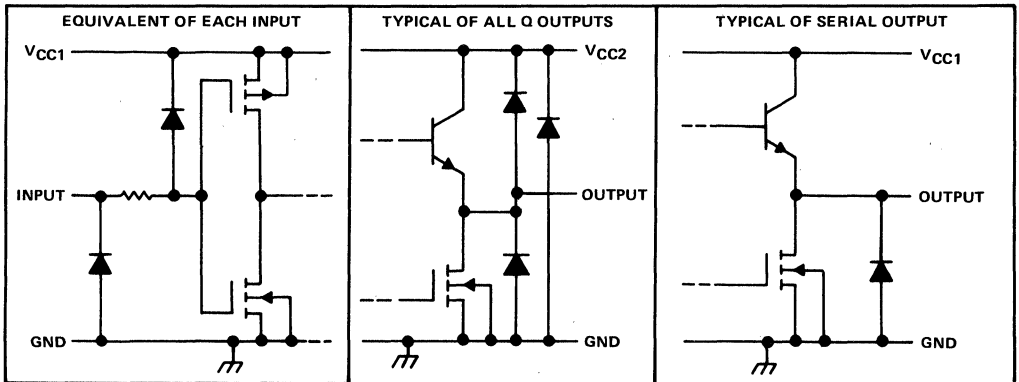 EQUIVALENT OF EACH INPUT
VCC1
INPUT
GND
TYPICAL OF ALL Q OUTPUTS
VCC2
OUTPUT
GND
TYPICAL OF SERIAL OUTPUT
VCC1
OUTPUT
GND